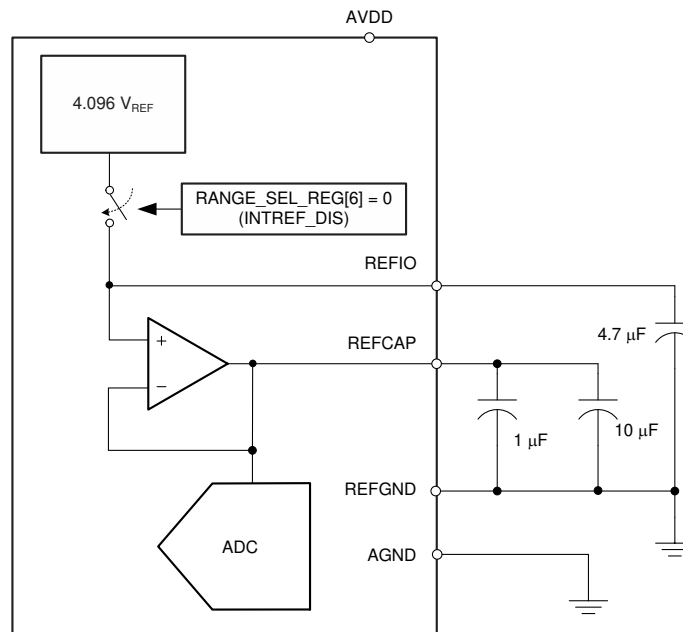 AVDD
4.096 VREF
RANGE_SEL_REG[6] = 0
(INTREF_DIS)
REFIO
4.7 µF
REFCAP
+
−
1 µF
10 µF
REFGND
ADC
AGND